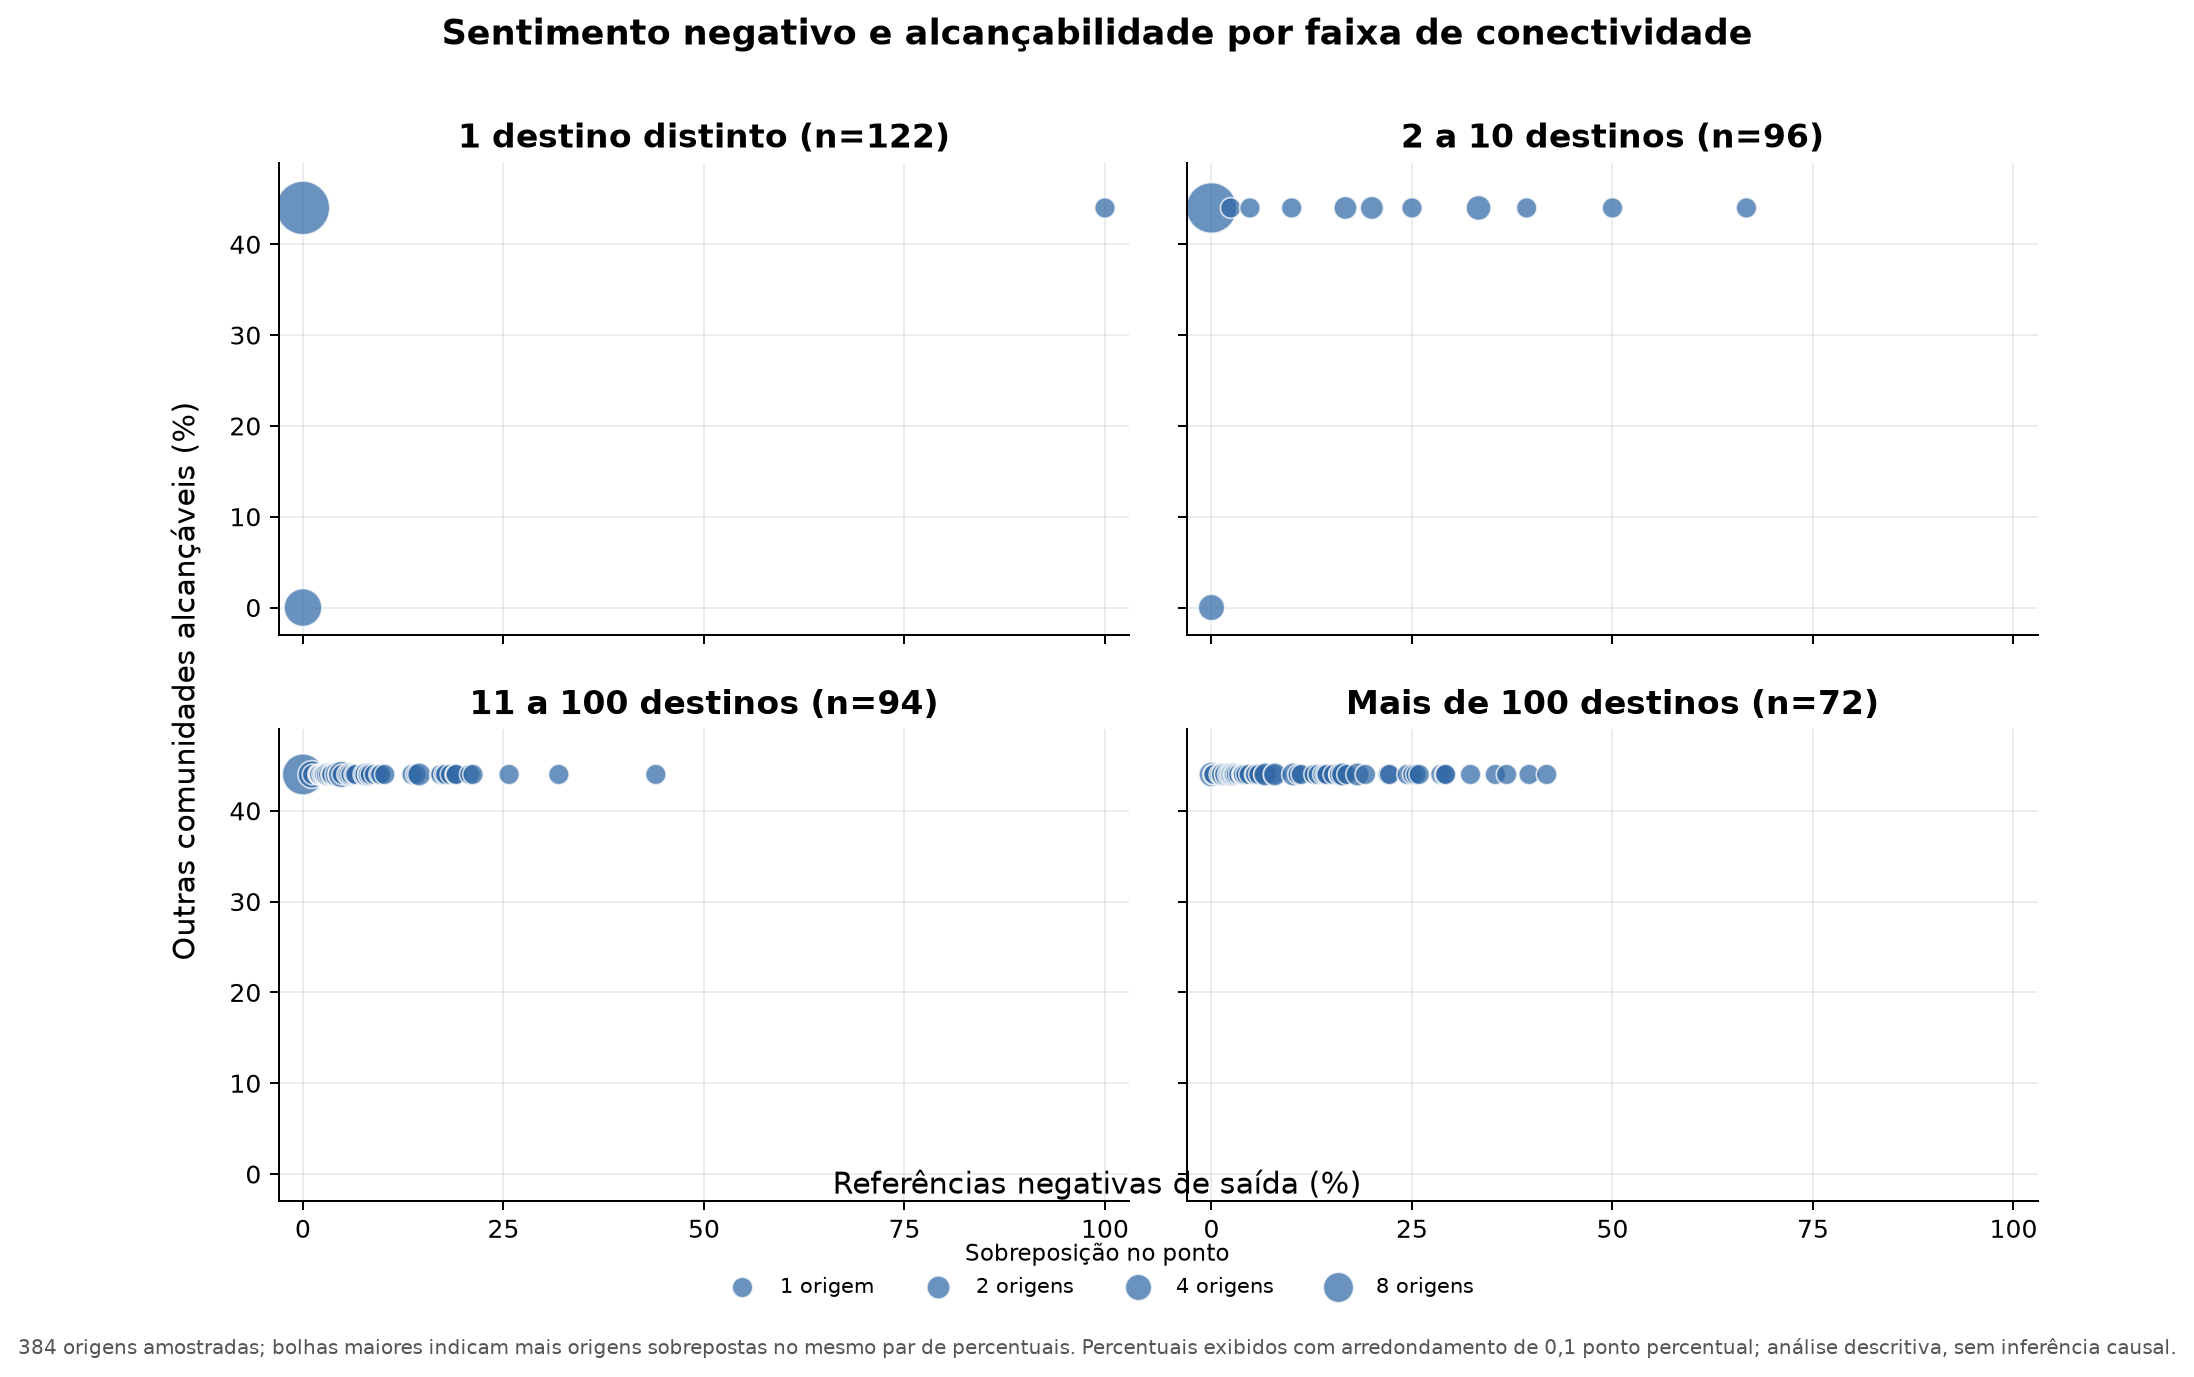 Sentimento negativo e alcançabilidade por faixa de conectividade
1 destino distinto (n=122)
2 a 10 destinos (n=96)
40
30
20
10
0
Outras comunidades alcançáveis (%)
11 a 100 destinos (n=94)
Mais de 100 destinos (n=72)
40
30
20
10
0
Referências negativas de saída (%)
0 25 50 75 100
0 25 50 75 100
Sobreposição no ponto
1 origem 2 origens 4 origens 8 origens
384 origens amostradas; bolhas maiores indicam mais origens sobrepostas no mesmo par de percentuais. Percentuais exibidos com arredondamento de 0,1 ponto percentual; análise descritiva, sem inferência causal.